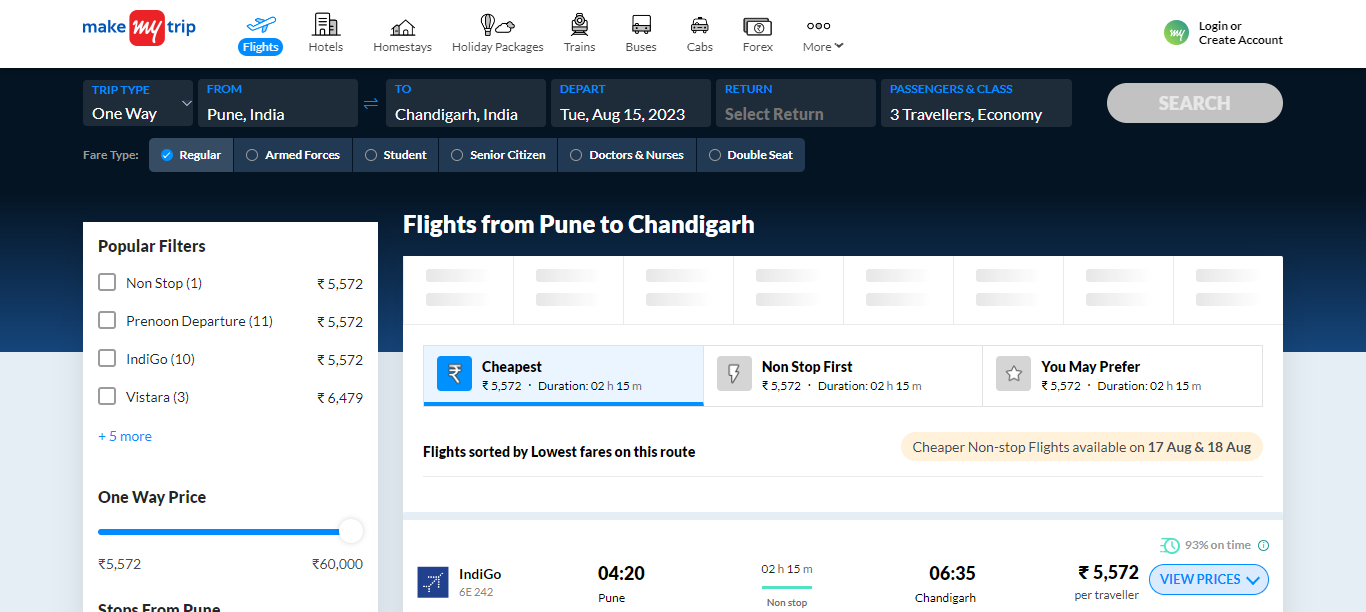 make my trip
Flights
Hotels
Homestays
Holiday Packages
Trains
Buses
Cabs
Forex
More
my
Login or
Create Account
TRIP TYPE
One Way
FROM
Pune, India
TO
Chandigarh, India
DEPART
Tue, Aug 15, 2023
RETURN
Select Return
PASSENGERS & CLASS
3 Travellers, Economy
SEARCH
Fare Type:
Regular
Armed Forces
Student
Senior Citizen
Doctors & Nurses
Double Seat
Popular Filters
Non Stop (1) ₹ 5,572
Prenoon Departure (11) ₹ 5,572
IndiGo (10) ₹ 5,572
Vistara (3) ₹ 6,479
+ 5 more
One Way Price
₹5,572 ₹60,000
Stops From Pune
Flights from Pune to Chandigarh
₹
Cheapest
₹ 5,572 · Duration: 02 h 15 m
Non Stop First
₹ 5,572 · Duration: 02 h 15 m
You May Prefer
₹ 5,572 · Duration: 02 h 15 m
Flights sorted by Lowest fares on this route
Cheaper Non-stop Flights available on 17 Aug & 18 Aug
93% on time
IndiGo
6E 242
04:20
Pune
02 h 15 m
Non stop
06:35
Chandigarh
₹ 5,572
per traveller
VIEW PRICES